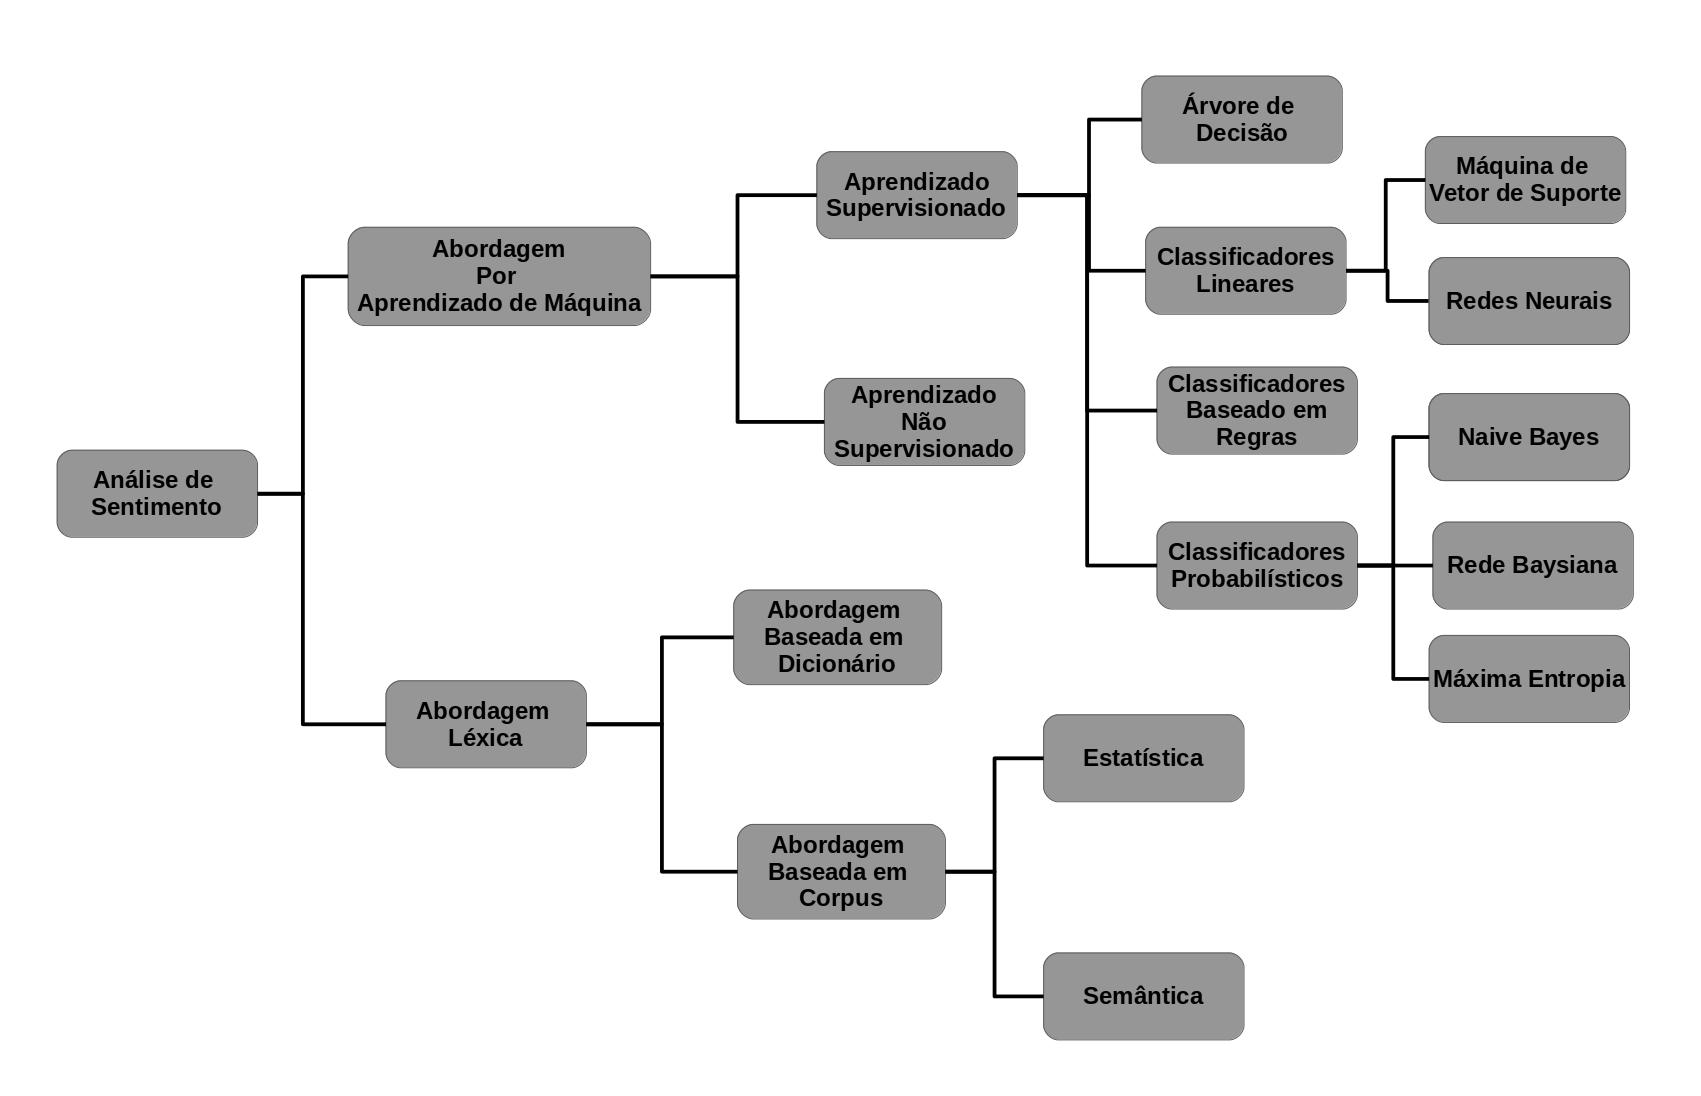 Árvore de
Decisão
Máquina de
Vetor de Suporte
Aprendizado
Supervisionado
Abordagem
Por
Aprendizado de Máquina
Classificadores
Lineares
Redes Neurais
Aprendizado
Não
Supervisionado
Classificadores
Baseado em
Regras
Naive Bayes
Análise de
Sentimento
Classificadores
Probabilísticos
Rede Baysiana
Abordagem
Baseada em
Dicionário
Máxima Entropia
Abordagem
Léxica
Estatística
Abordagem
Baseada em
Corpus
Semântica